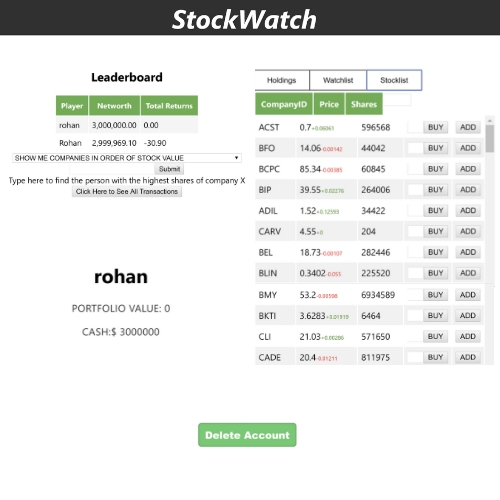 StockWatch
Leaderboard
Player Networth Total Returns
rohan 3,000,000.00 0.00
Rohan 2,999,969.10 -30.90
SHOW ME COMPANIES IN ORDER OF STOCK VALUE
Submit
Type here to find the person with the highest shares of company X
Click Here to See All Transactions
rohan
PORTFOLIO VALUE: 0
CASH:$ 3000000
Holdings Watchlist Stocklist
CompanyID Price Shares
ACST 0.7+0.06061 596568 BUY ADD
BFO 14.06-0.00142 44042 BUY ADD
BCPC 85.34-0.00385 60845 BUY ADD
BIP 39.55+0.02276 264006 BUY ADD
ADIL 1.52+0.12593 34422 BUY ADD
CARV 4.55+0 204 BUY ADD
BEL 18.73-0.00107 282446 BUY ADD
BLIN 0.3402-0.055 225520 BUY ADD
BMY 53.2-0.00598 6934589 BUY ADD
BKTI 3.6283+0.01919 6464 BUY ADD
CLI 21.03+0.00286 571650 BUY ADD
CADE 20.4-0.01211 811975 BUY ADD
Delete Account